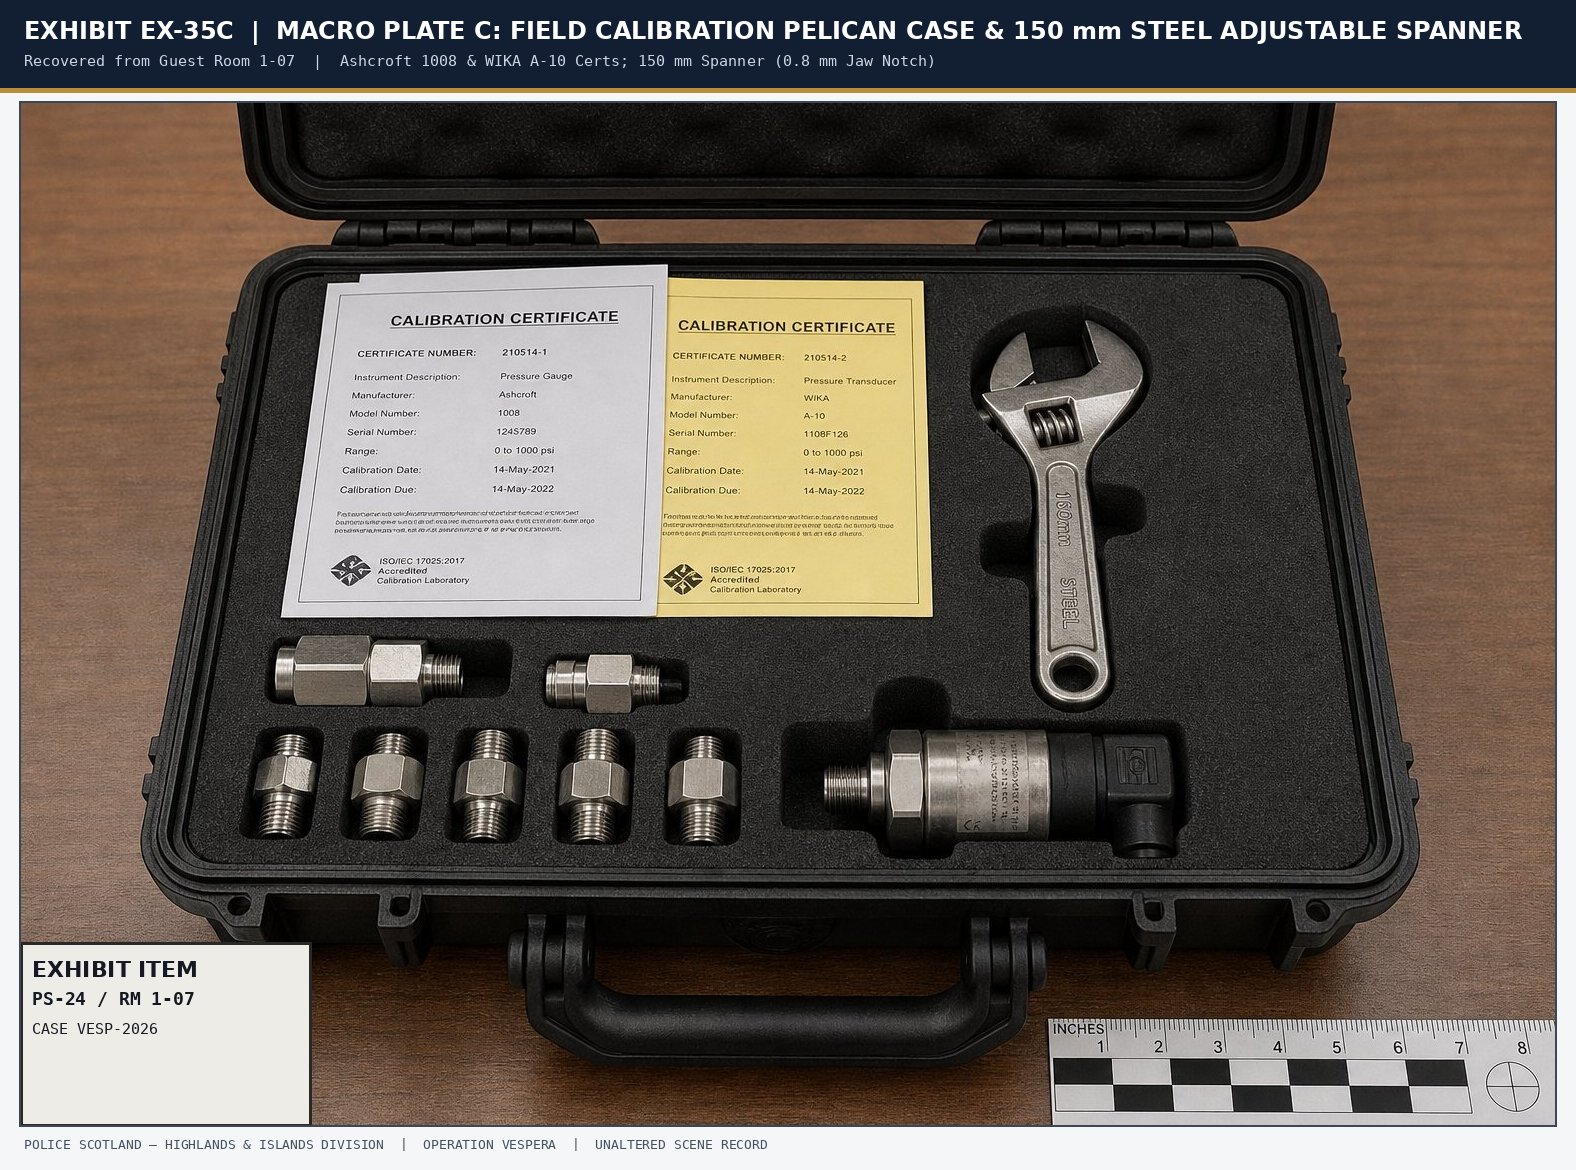 EXHIBIT EX-35C | MACRO PLATE C: FIELD CALIBRATION PELICAN CASE & 150 mm STEEL ADJUSTABLE SPANNER
Recovered from Guest Room 1-07 | Ashcroft 1008 & WIKA A-10 Certs; 150 mm Spanner (0.8 mm Jaw Notch)
CALIBRATION CERTIFICATE
CERTIFICATE NUMBER: 210514-1
Instrument Description: Pressure Gauge
Manufacturer: Ashcroft
Model Number: 1008
Serial Number: 1245789
Range: 0 to 1000 psi
Calibration Date: 14-May-2021
Calibration Due: 14-May-2022
ISO/IEC 17025:2017
Accredited
Calibration Laboratory
CALIBRATION CERTIFICATE
CERTIFICATE NUMBER: 210514-2
Instrument Description: Pressure Transducer
Manufacturer: WIKA
Model Number: A-10
Serial Number: 1108F126
Range: 0 to 1000 psi
Calibration Date: 14-May-2021
Calibration Due: 14-May-2022
ISO/IEC 17025:2017
Accredited
Calibration Laboratory
STEEL
EXHIBIT ITEM
PS-24 / RM 1-07
CASE VESP-2026
INCHES
1 2 3 4 5 6 7 8
POLICE SCOTLAND — HIGHLANDS & ISLANDS DIVISION | OPERATION VESPERA | UNALTERED SCENE RECORD